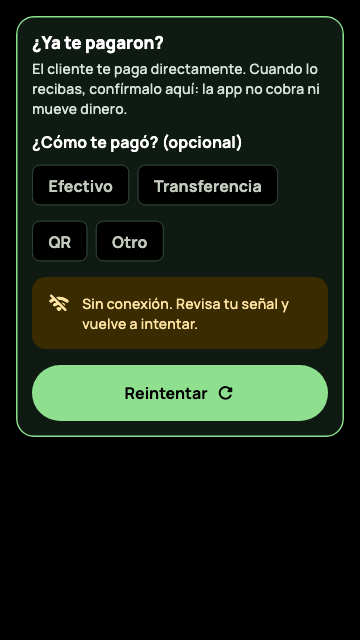 ¿Ya te pagaron?
El cliente te paga directamente. Cuando lo
recibas, confírmalo aquí: la app no cobra ni
mueve dinero.
¿Cómo te pagó? (opcional)
Efectivo
Transferencia
QR
Otro
Sin conexión. Revisa tu señal y
vuelve a intentar.
Reintentar